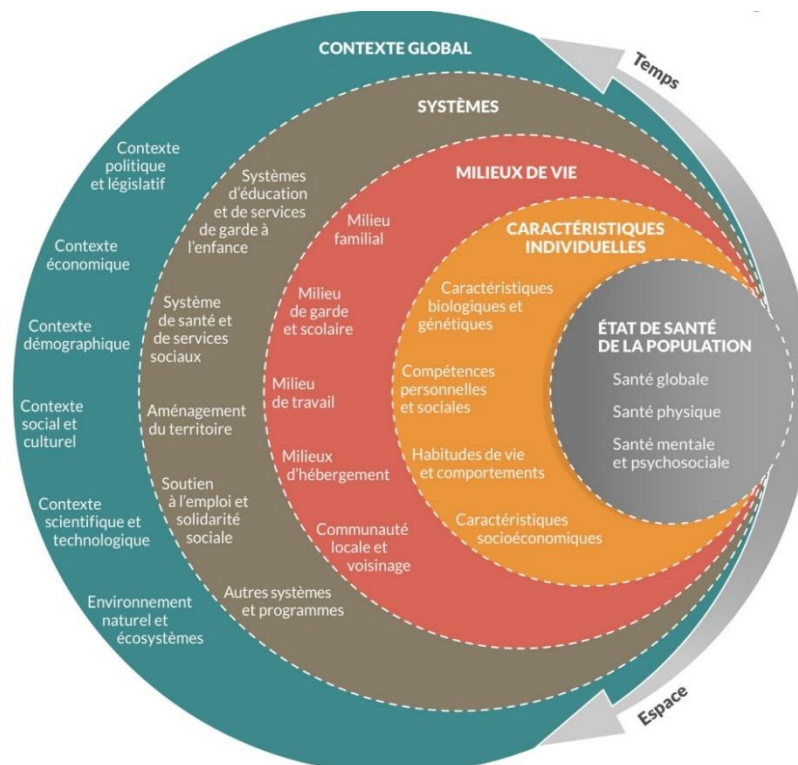 CONTEXTE GLOBAL
Temps
SYSTÈMES
MILIEUX DE VIE
CARACTÉRISTIQUES
INDIVIDUELLES
ÉTAT DE SANTÉ
DE LA POPULATION
Contexte
politique
et législatif
Contexte
économique
Contexte
démographique
Contexte
social et
culturel
Contexte
scientifique et
technologique
Environnement
naturel et
écosystèmes
Systèmes
d'éducation
et de services
de garde à
l'enfance
Système
de santé et
de services
sociaux
Aménagement
du territoire
Soutien
à l'emploi et
solidarité
sociale
Autres systèmes
et programmes
Milieu
familial
Milieu
de garde
et scolaire
Milieu
de travail
Milieux
d'hébergement
Communauté
locale et
voisinage
Caractéristiques
biologiques et
génétiques
Compétences
personnelles
et sociales
Habitudes de vie
et comportements
Caractéristiques
socioéconomiques
Santé globale
Santé physique
Santé mentale
et psychosociale
Espace